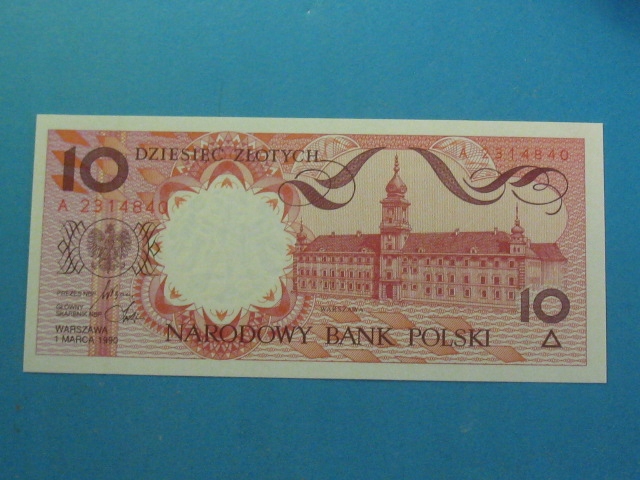 10 DZIESIĘĆ ZŁOTYCH
A 2314840
A 2314840
PREZES NBP
GŁÓWNY
SKARBNIK NBP
WARSZAWA
1 MARCA 1990
WARSZAWA
10
NARODOWY BANK POLSKI